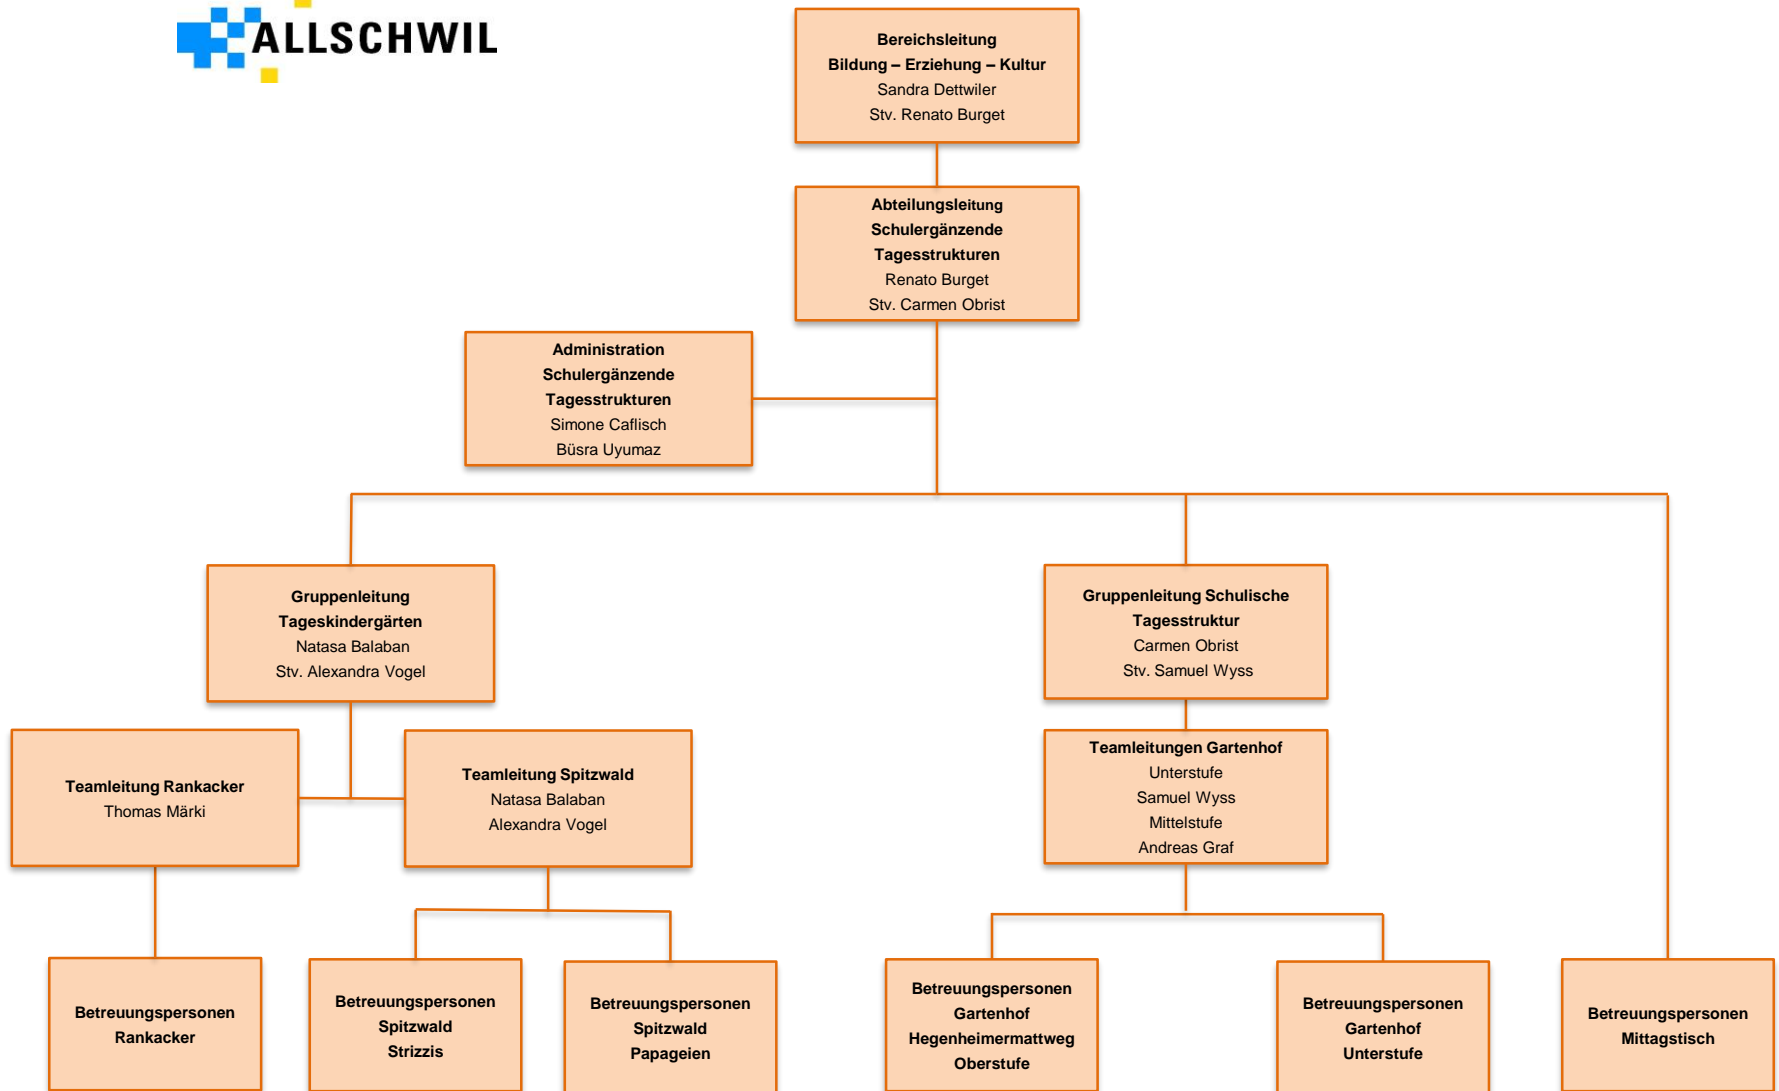 ALLSCHWIL
Bereichsleitung
Bildung – Erziehung – Kultur
Sandra Dettwiler
Stv. Renato Burget
Abteilungsleitung
Schulergänzende
Tagesstrukturen
Renato Burget
Stv. Carmen Obrist
Administration
Schulergänzende
Tagesstrukturen
Simone Caflisch
Büsra Uyumaz
Gruppenleitung
Tageskindergärten
Natasa Balaban
Stv. Alexandra Vogel
Gruppenleitung Schulische
Tagesstruktur
Carmen Obrist
Stv. Samuel Wyss
Teamleitung Rankacker
Thomas Märki
Teamleitung Spitzwald
Natasa Balaban
Alexandra Vogel
Teamleitungen Gartenhof
Unterstufe
Samuel Wyss
Mittelstufe
Andreas Graf
Betreuungspersonen
Rankacker
Betreuungspersonen
Spitzwald
Strizzis
Betreuungspersonen
Spitzwald
Papageien
Betreuungspersonen
Gartenhof
Hegenheimermattweg
Oberstufe
Betreuungspersonen
Gartenhof
Unterstufe
Betreuungspersonen
Mittagstisch